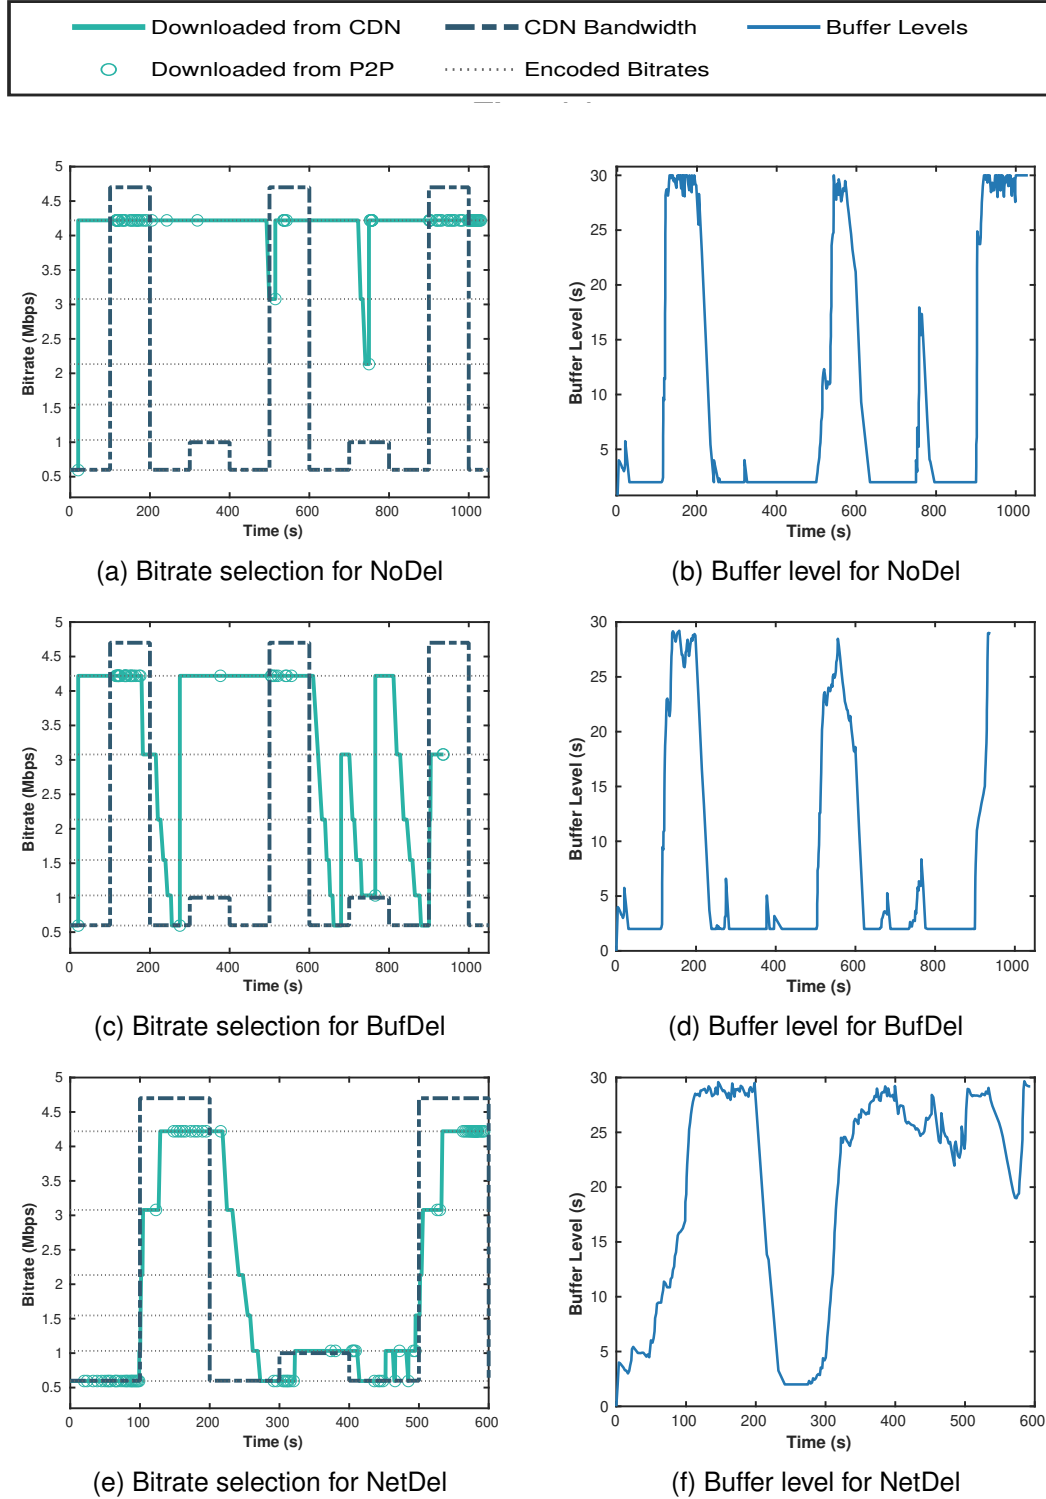 Downloaded from CDN CDN Bandwidth Buffer Levels
Downloaded from P2P Encoded Bitrates
5
4.5
4
3.5
3
2.5
2
1.5
1
0.5
Bitrate (Mbps)
0 200 400 600 800 1000
Time (s)
(a) Bitrate selection for NoDel
30
25
20
15
10
5
Buffer Level (s)
0 200 400 600 800 1000
Time (s)
(b) Buffer level for NoDel
5
4.5
4
3.5
3
2.5
2
1.5
1
0.5
Bitrate (Mbps)
0 200 400 600 800 1000
Time (s)
(c) Bitrate selection for BufDel
30
25
20
15
10
5
0
Buffer Level (s)
0 200 400 600 800 1000
Time (s)
(d) Buffer level for BufDel
5
4.5
4
3.5
3
2.5
2
1.5
1
0.5
Bitrate (Mbps)
0 100 200 300 400 500 600
Time (s)
(e) Bitrate selection for NetDel
30
25
20
15
10
5
0
Buffer Level (s)
0 100 200 300 400 500 600
Time (s)
(f) Buffer level for NetDel